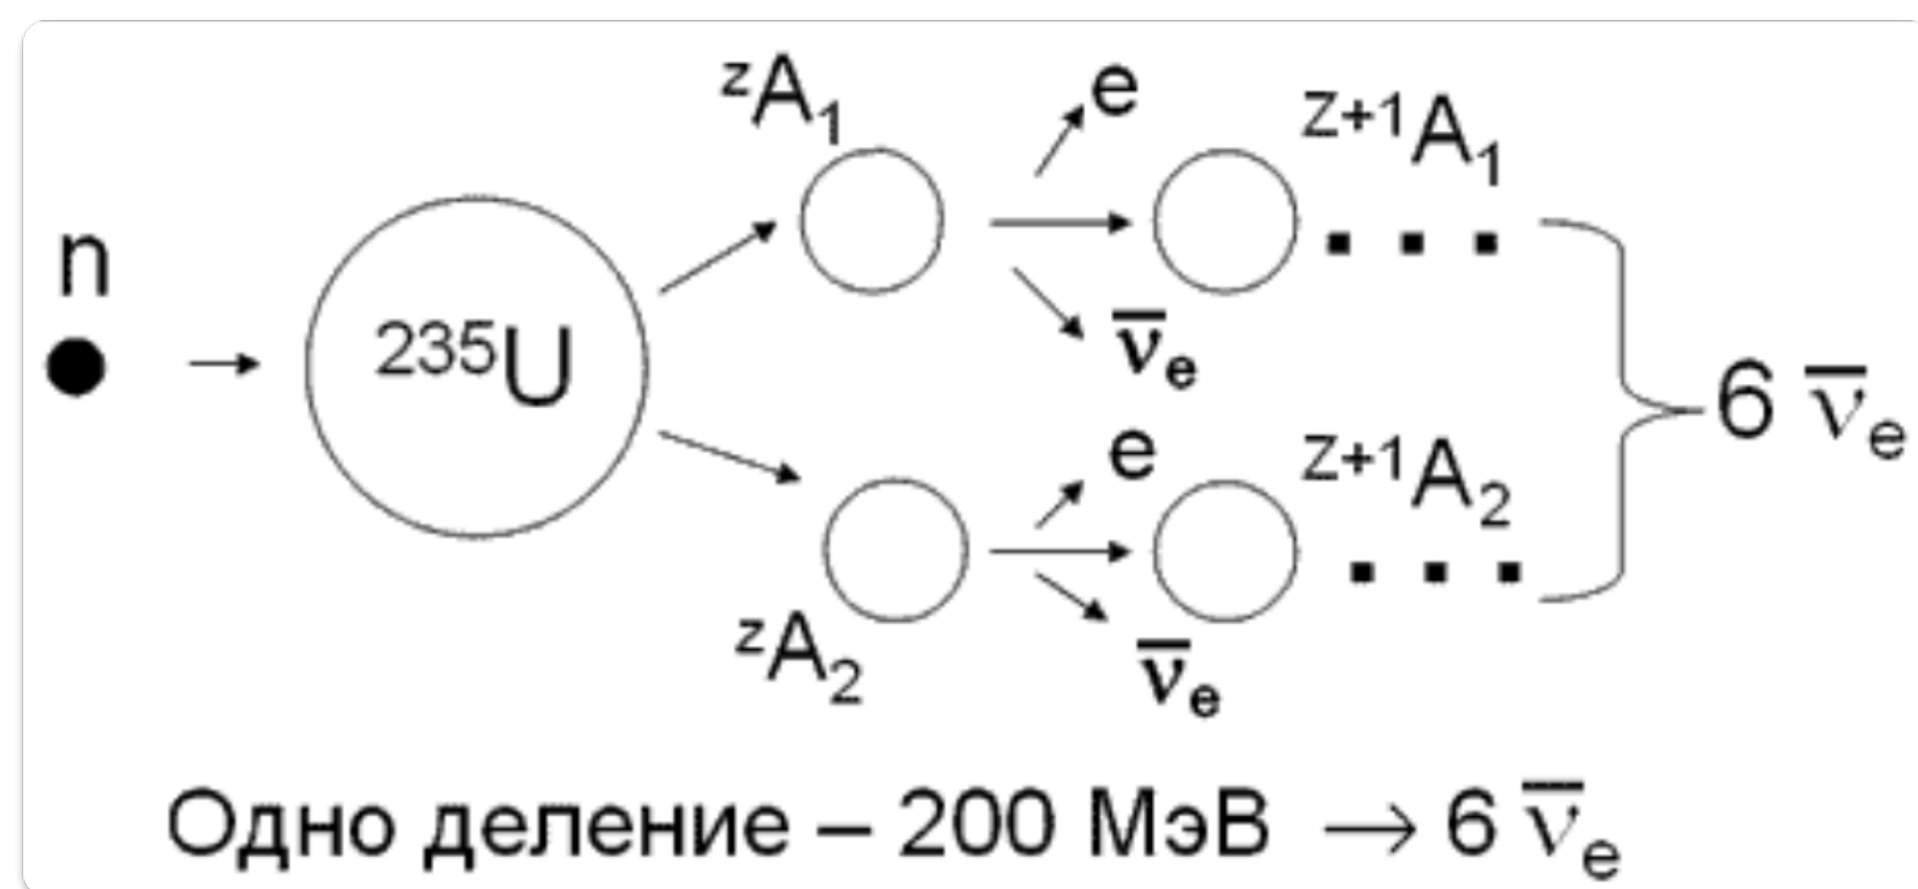 n
²³⁵U
ᶻA₁
e
ν̅ₑ
ᶻ⁺¹A₁
. . .
ᶻA₂
e
ν̅ₑ
ᶻ⁺¹A₂
. . .
6 ν̅ₑ
Одно деление – 200 МэВ → 6 ν̅ₑ